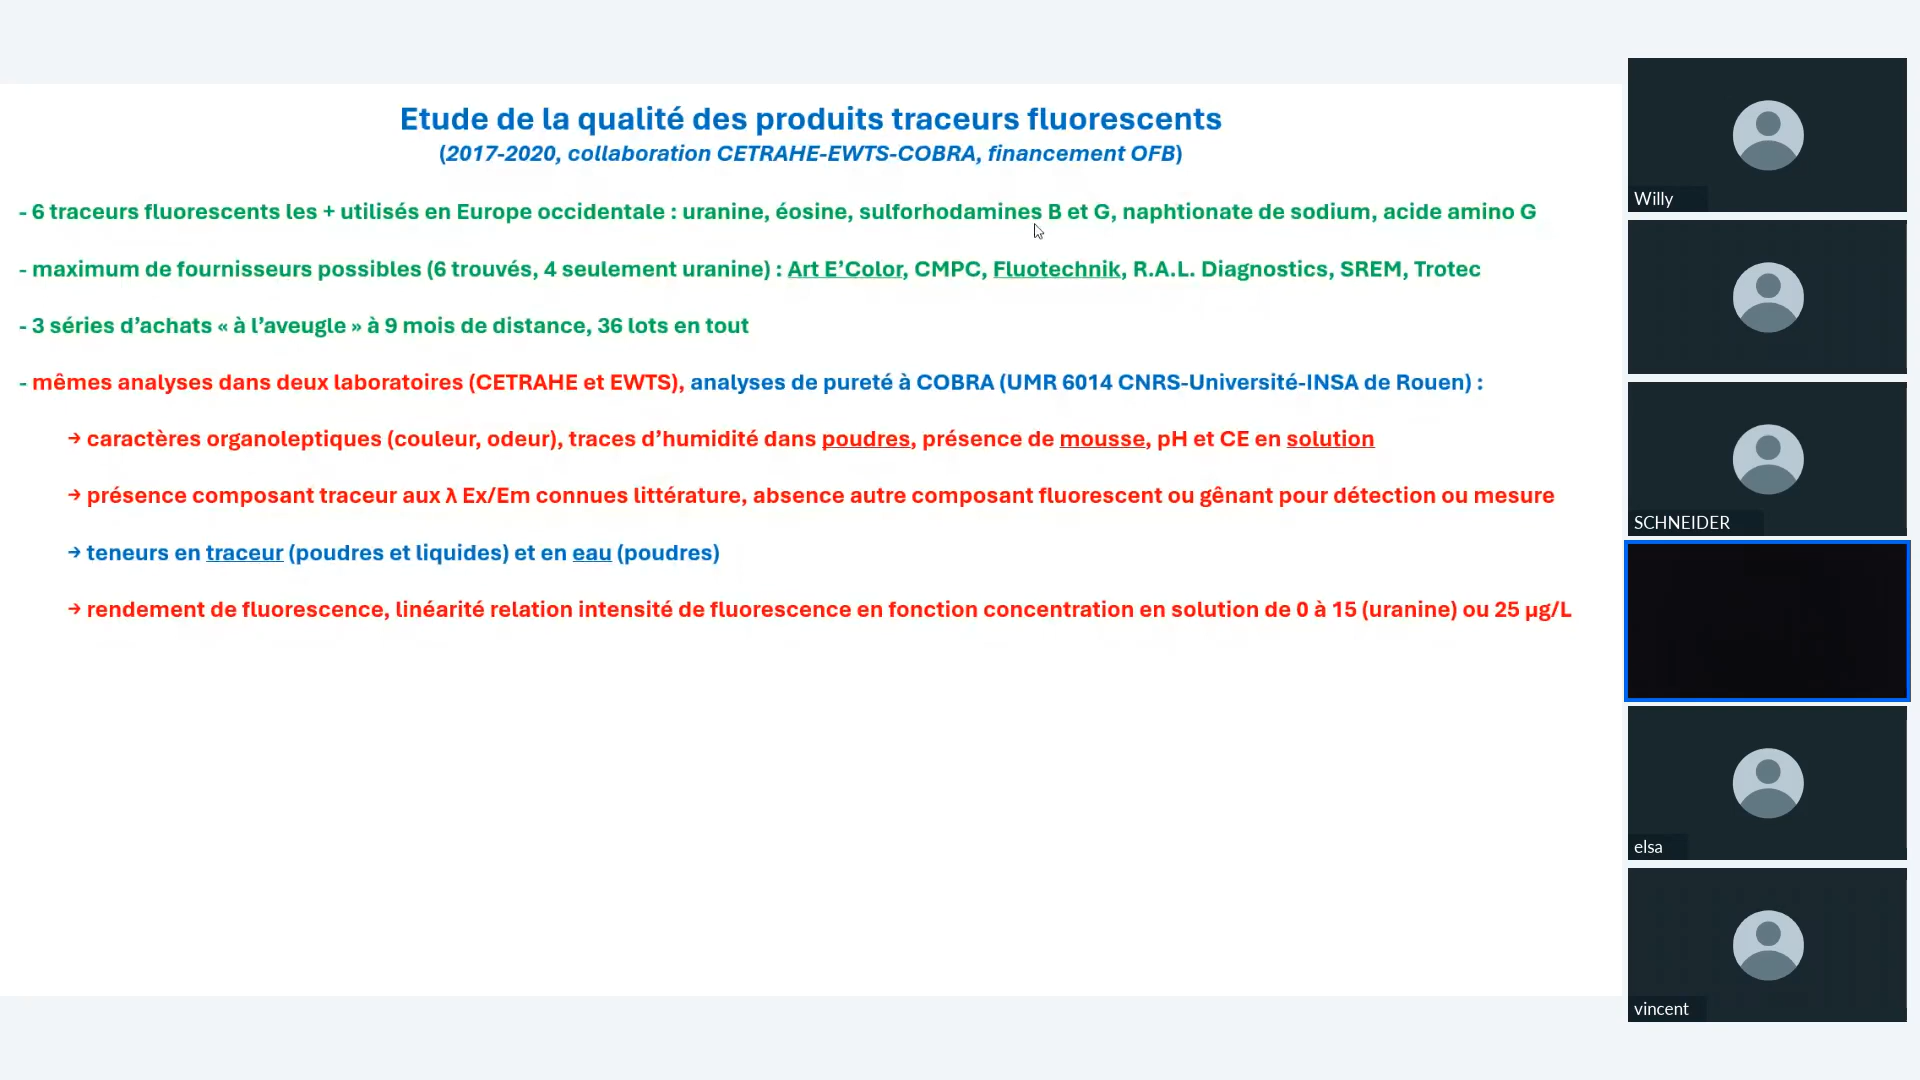 Etude de la qualité des produits traceurs fluorescents
(2017-2020, collaboration CETRAHE-EWTS-COBRA, financement OFB)
- 6 traceurs fluorescents les + utilisés en Europe occidentale : uranine, éosine, sulforhodamines B et G, naphtionate de sodium, acide amino G
- maximum de fournisseurs possibles (6 trouvés, 4 seulement uranine) : Art E’Color, CMPC, Fluotechnik, R.A.L. Diagnostics, SREM, Trotec
- 3 séries d’achats « à l’aveugle » à 9 mois de distance, 36 lots en tout
- mêmes analyses dans deux laboratoires (CETRAHE et EWTS), analyses de pureté à COBRA (UMR 6014 CNRS-Université-INSA de Rouen) :
→ caractères organoleptiques (couleur, odeur), traces d’humidité dans poudres, présence de mousse, pH et CE en solution
→ présence composant traceur aux λ Ex/Em connues littérature, absence autre composant fluorescent ou gênant pour détection ou mesure
→ teneurs en traceur (poudres et liquides) et en eau (poudres)
→ rendement de fluorescence, linéarité relation intensité de fluorescence en fonction concentration en solution de 0 à 15 (uranine) ou 25 µg/L
Willy
SCHNEIDER
elsa
vincent